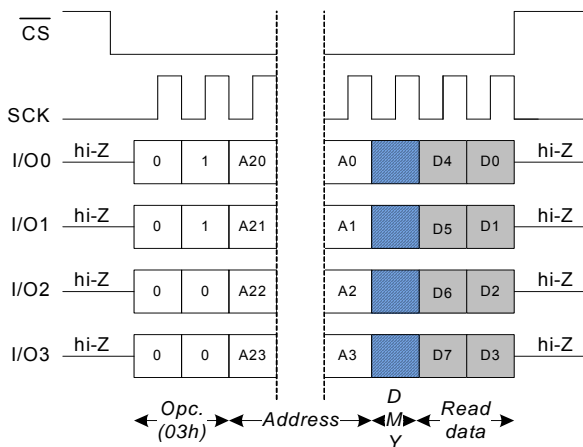 CS
SCK
I/O0 hi-Z 0 1 A20 A0 D4 D0 hi-Z
I/O1 hi-Z 0 1 A21 A1 D5 D1 hi-Z
I/O2 hi-Z 0 0 A22 A2 D6 D2 hi-Z
I/O3 hi-Z 0 0 A23 A3 D7 D3 hi-Z
Opc.
(03h)
Address
D
M
Y
Read
data